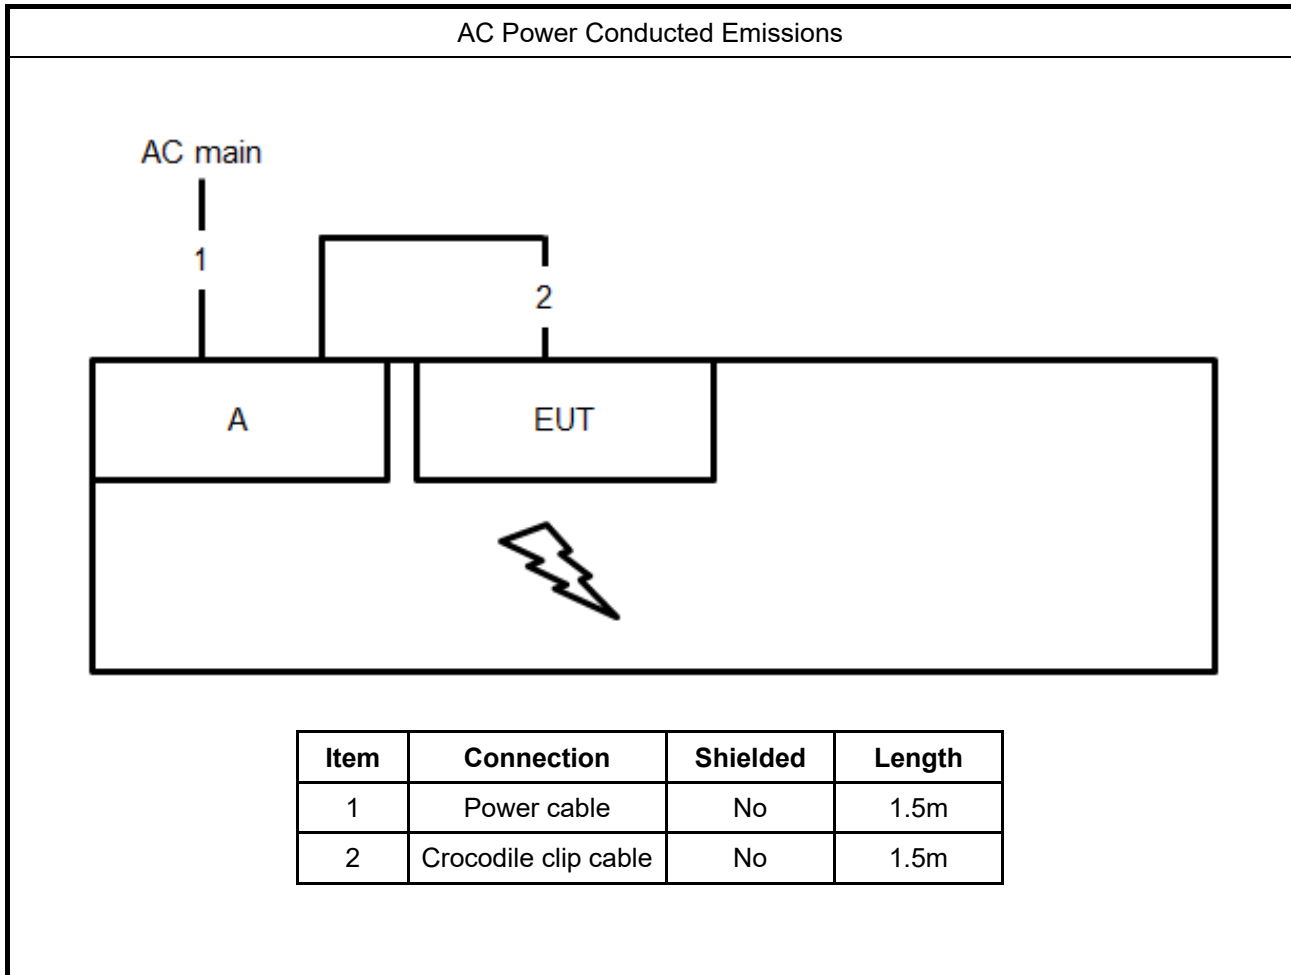 AC Power Conducted Emissions
AC main
1
2
A
EUT
Item Connection Shielded Length
1 Power cable No 1.5m
2 Crocodile clip cable No 1.5m